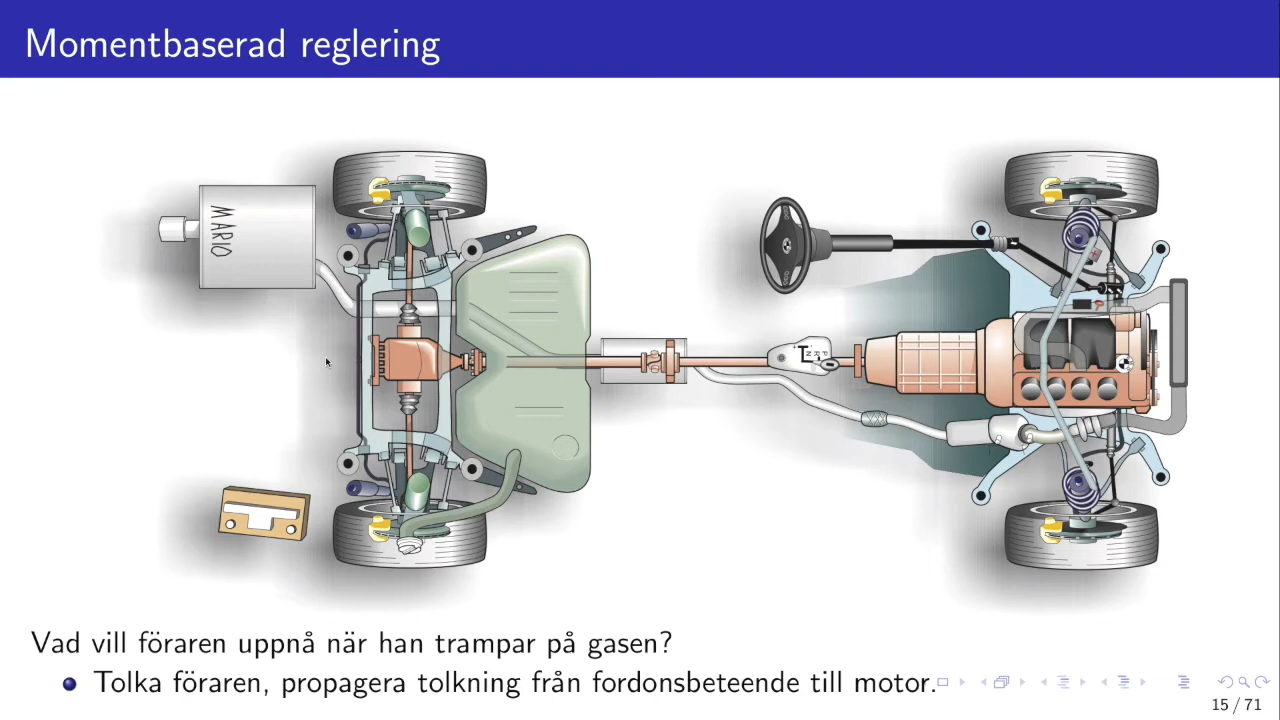 Momentbaserad reglering
MARIO
Vad vill föraren uppnå när han trampar på gasen?
Tolka föraren, propagera tolkning från fordonsbeteende till motor.
15 / 71